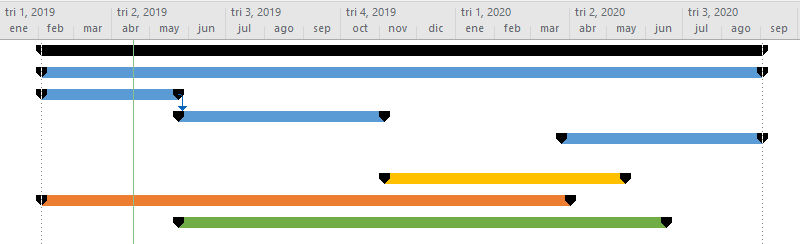 tri 1, 2019 tri 2, 2019 tri 3, 2019 tri 4, 2019 tri 1, 2020 tri 2, 2020 tri 3, 2020
ene feb mar abr may jun jul ago sep oct nov dic ene feb mar abr may jun jul ago sep